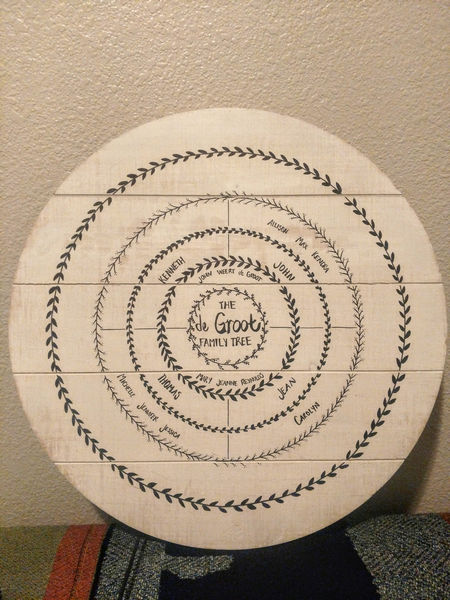 THE
de Groot
FAMILY TREE
JOHN WEERT de GROOT
MARY JEANNE REYNOLDS
KENNETH
JOHN
THOMAS
JEAN
ALLISON MAX KENDRA
MICHELLE JENNIFER JESSICA
CAROLYN